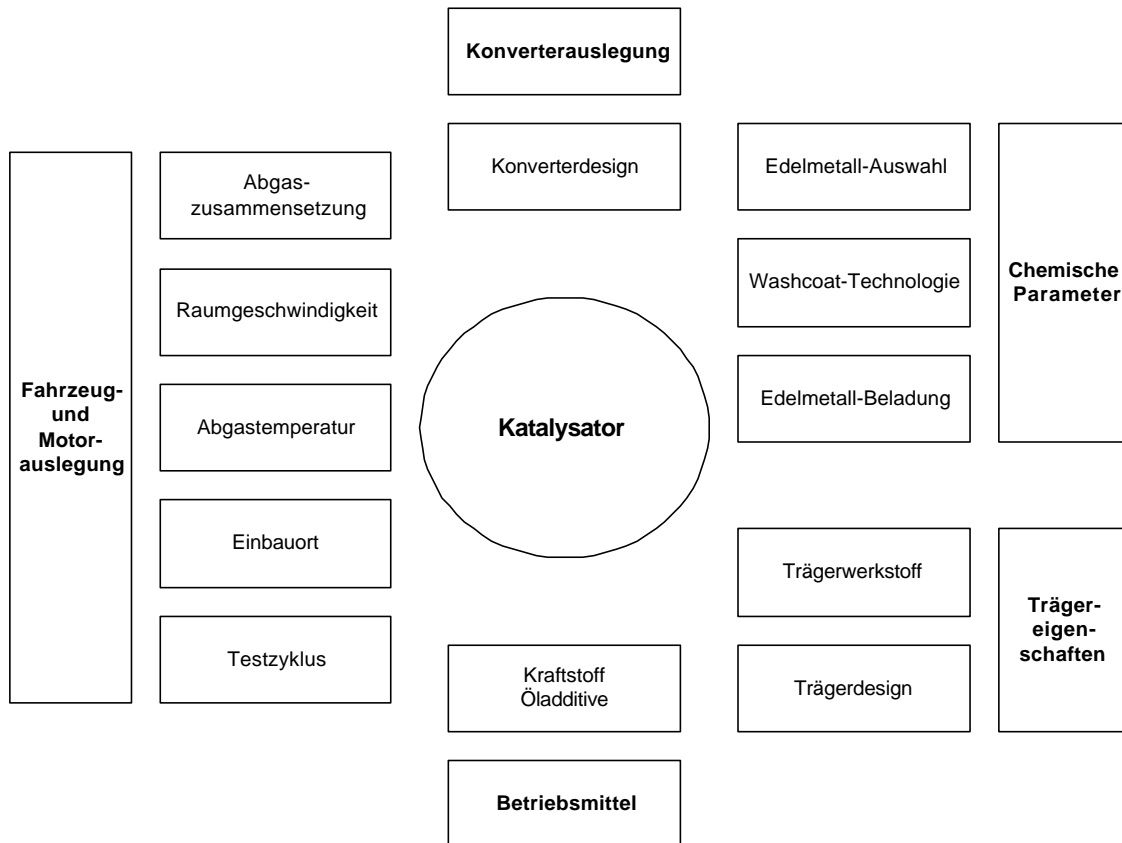 Konverterauslegung
Konverterdesign
Fahrzeug-
und
Motor-
auslegung
Abgas-
zusammensetzung
Raumgeschwindigkeit
Abgastemperatur
Einbauort
Testzyklus
Katalysator
Edelmetall-Auswahl
Washcoat-Technologie
Edelmetall-Beladung
Chemische
Parameter
Trägerwerkstoff
Trägerdesign
Träger-
eigen-
schaften
Kraftstoff
Öladditive
Betriebsmittel